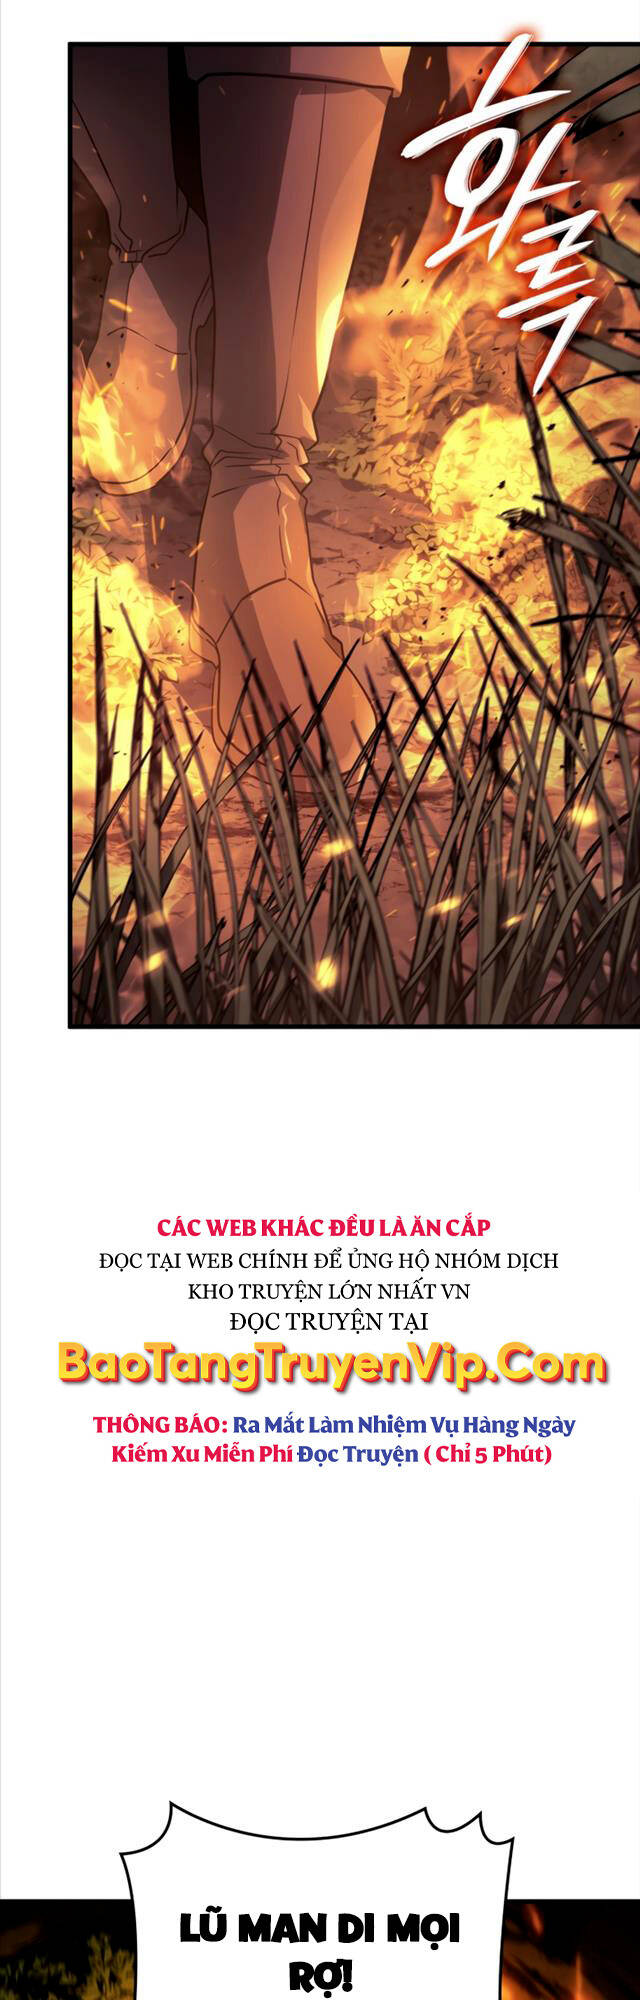 화륵
CÁC WEB KHÁC ĐỀU LÀ ĂN CẮP
ĐỌC TẠI WEB CHÍNH ĐỂ ỦNG HỘ NHÓM DỊCH
KHO TRUYỆN LỚN NHẤT VN
ĐỌC TRUYỆN TẠI
BaoTangTruyenVip.Com
THÔNG BÁO: Ra Mắt Làm Nhiệm Vụ Hàng Ngày
Kiếm Xu Miễn Phí Đọc Truyện ( Chỉ 5 Phút)
LŨ MAN DI MỌI
RỢ!